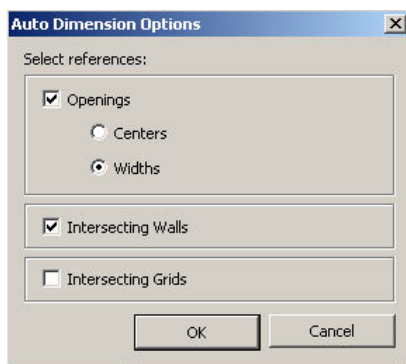 Auto Dimension Options
Select references:
Openings
Centers
Widths
Intersecting Walls
Intersecting Grids
OK Cancel